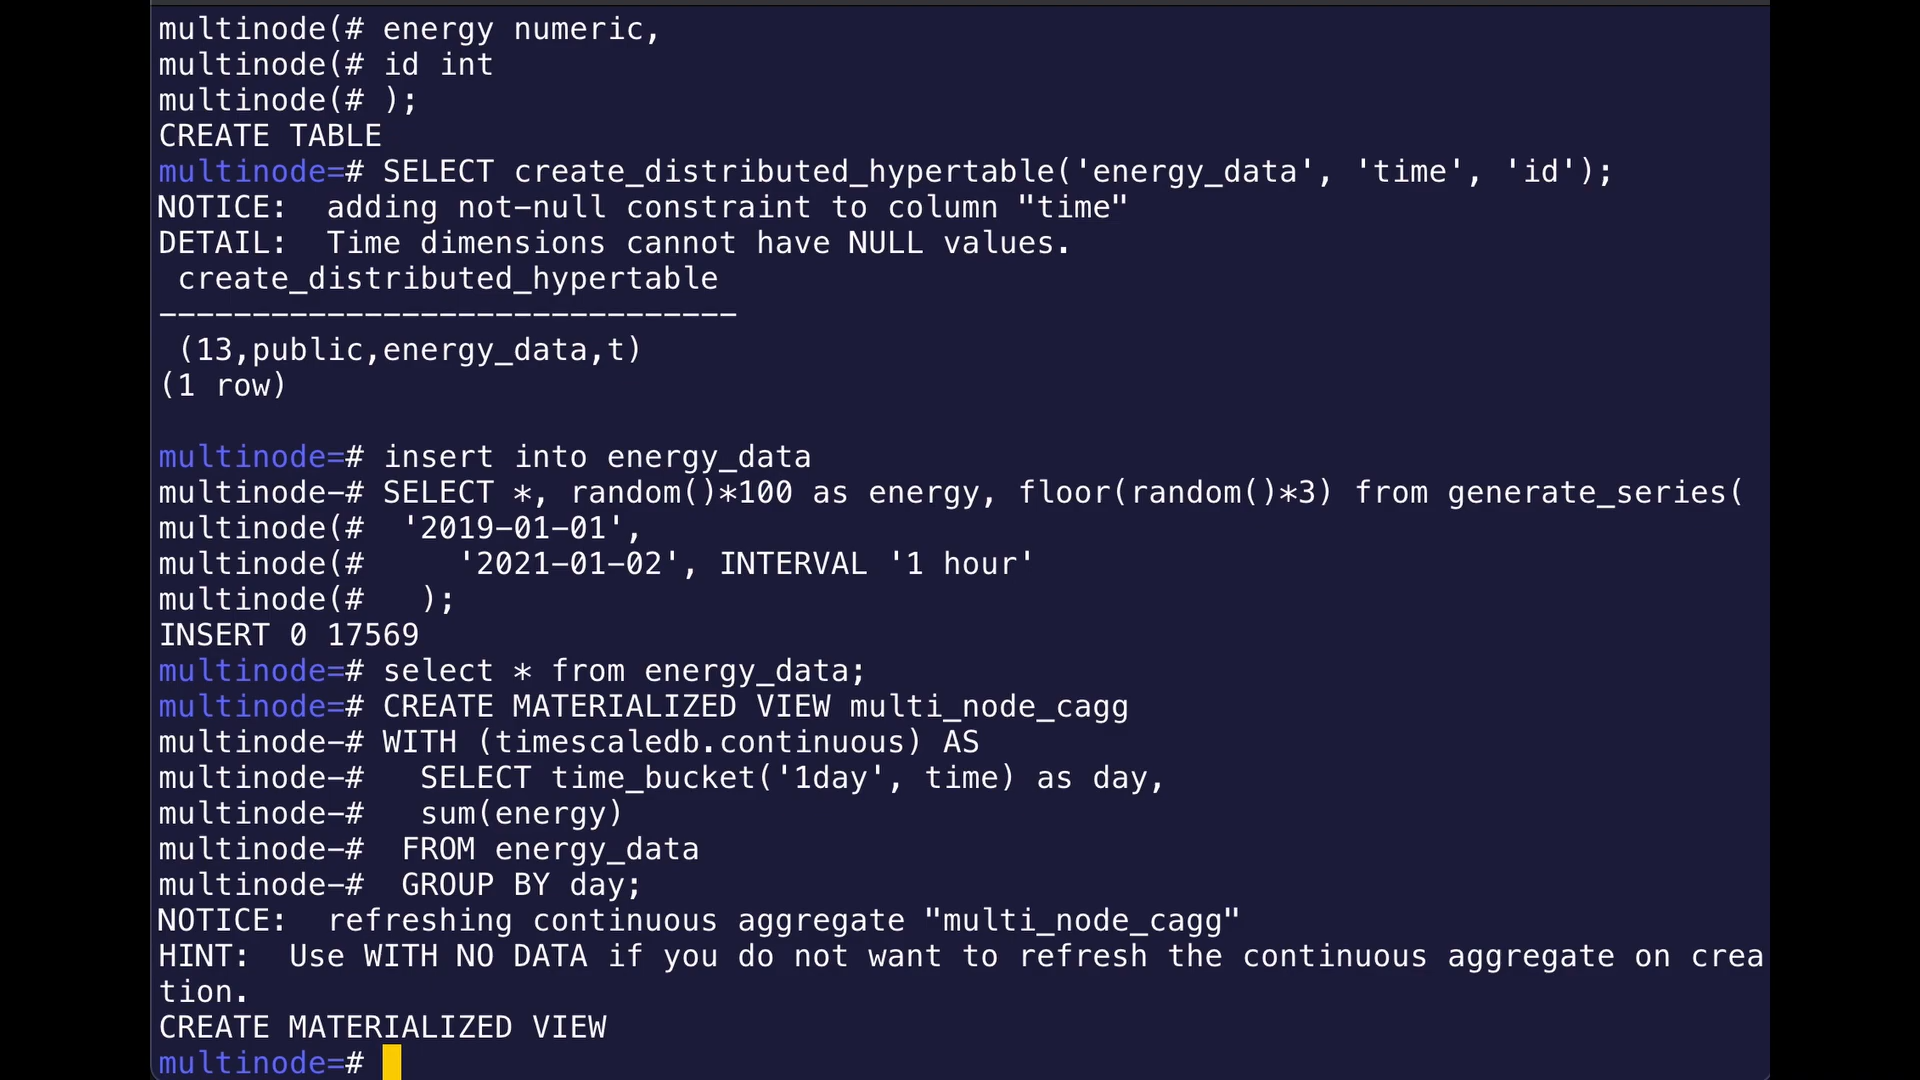 multinode(# energy numeric,
multinode(# id int
multinode(# );
CREATE TABLE
multinode=# SELECT create_distributed_hypertable('energy_data', 'time', 'id');
NOTICE:  adding not-null constraint to column "time"
DETAIL:  Time dimensions cannot have NULL values.
 create_distributed_hypertable
-------------------------------
 (13,public,energy_data,t)
(1 row)

multinode=# insert into energy_data
multinode-# SELECT *, random()*100 as energy, floor(random()*3) from generate_series(
multinode(#  '2019-01-01',
multinode(#     '2021-01-02', INTERVAL '1 hour'
multinode(#   );
INSERT 0 17569
multinode=# select * from energy_data;
multinode=# CREATE MATERIALIZED VIEW multi_node_cagg
multinode-# WITH (timescaledb.continuous) AS
multinode-#   SELECT time_bucket('1day', time) as day,
multinode-#   sum(energy)
multinode-#  FROM energy_data
multinode-#  GROUP BY day;
NOTICE:  refreshing continuous aggregate "multi_node_cagg"
HINT:  Use WITH NO DATA if you do not want to refresh the continuous aggregate on crea
tion.
CREATE MATERIALIZED VIEW
multinode=#